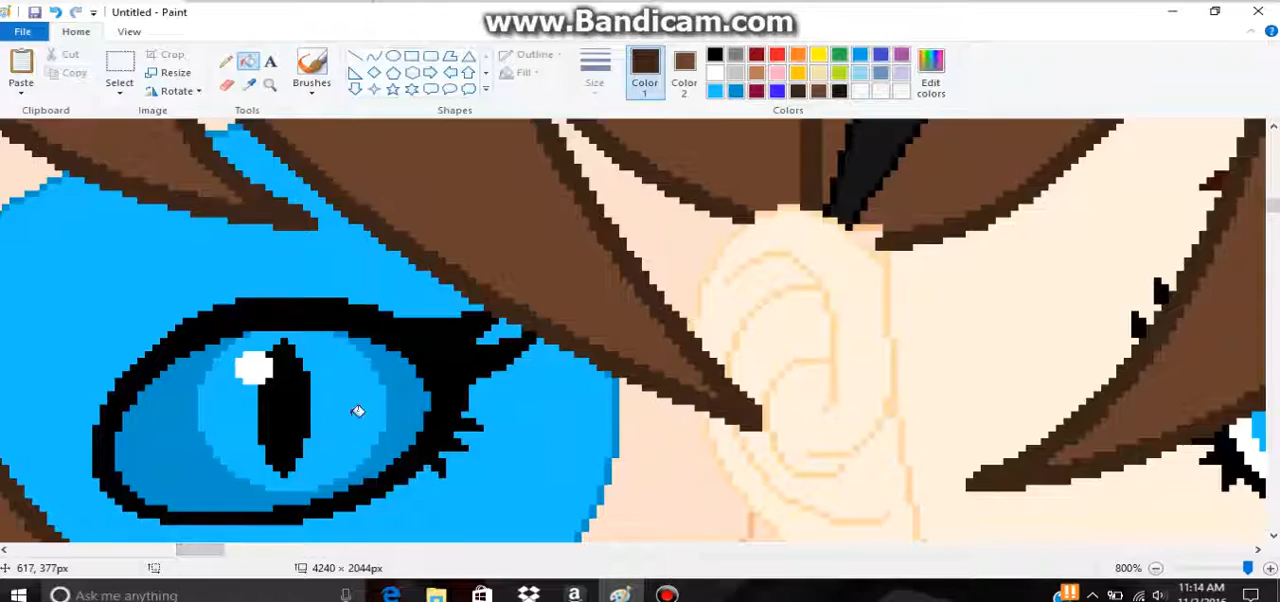 www.Bandicam.com
Untitled - Paint
File
Home
View
Paste
Cut
Copy
Clipboard
Select
Crop
Resize
Rotate
Image
A
Tools
Brushes
Outline
Fill
Shapes
Size
Color 1
Color 2
Edit colors
Colors
617, 377px
4240 × 2044px
800%
Ask me anything
11:14 AM